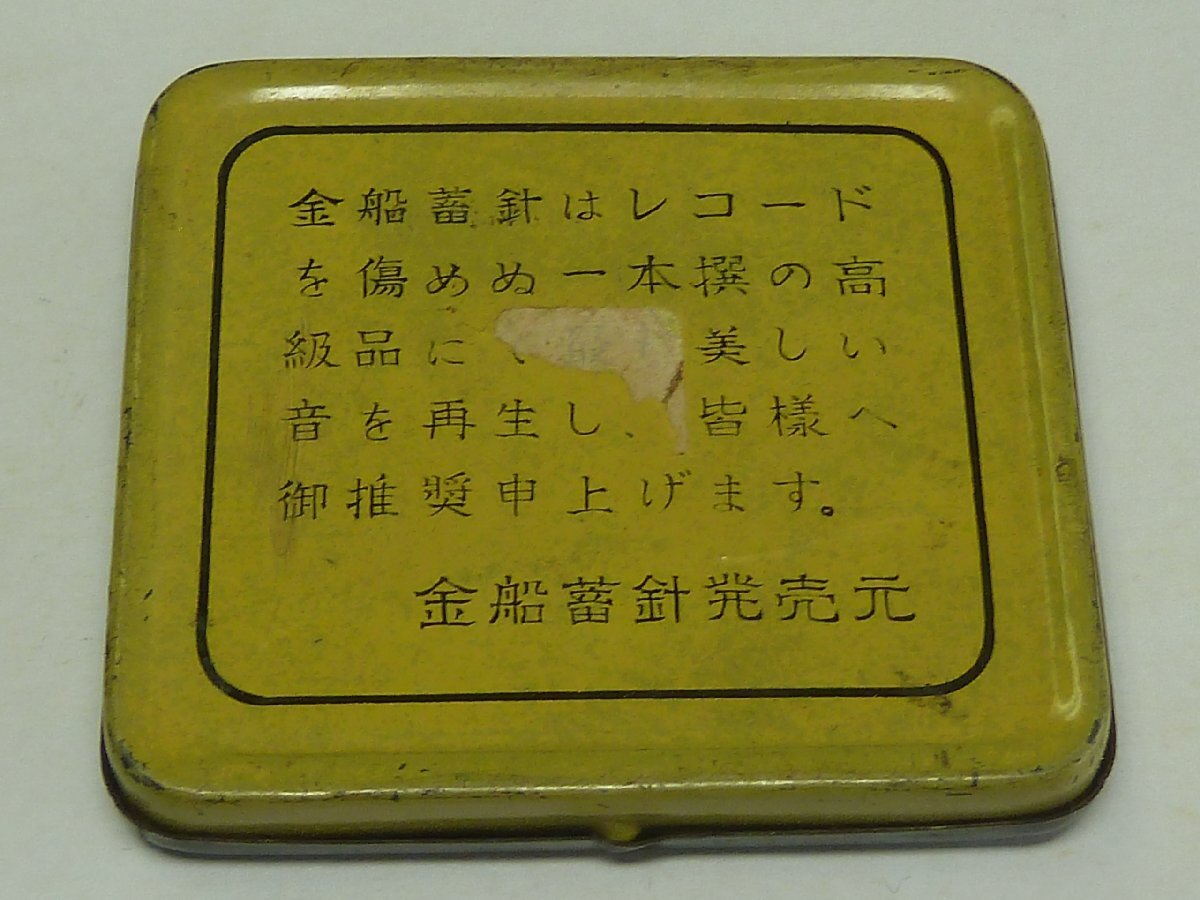 金船蓄針はレコード
を傷めぬ一本撰の高
級品に 美しい
音を再生し、皆様へ
御推奨申上げます。
金船蓄針発売元